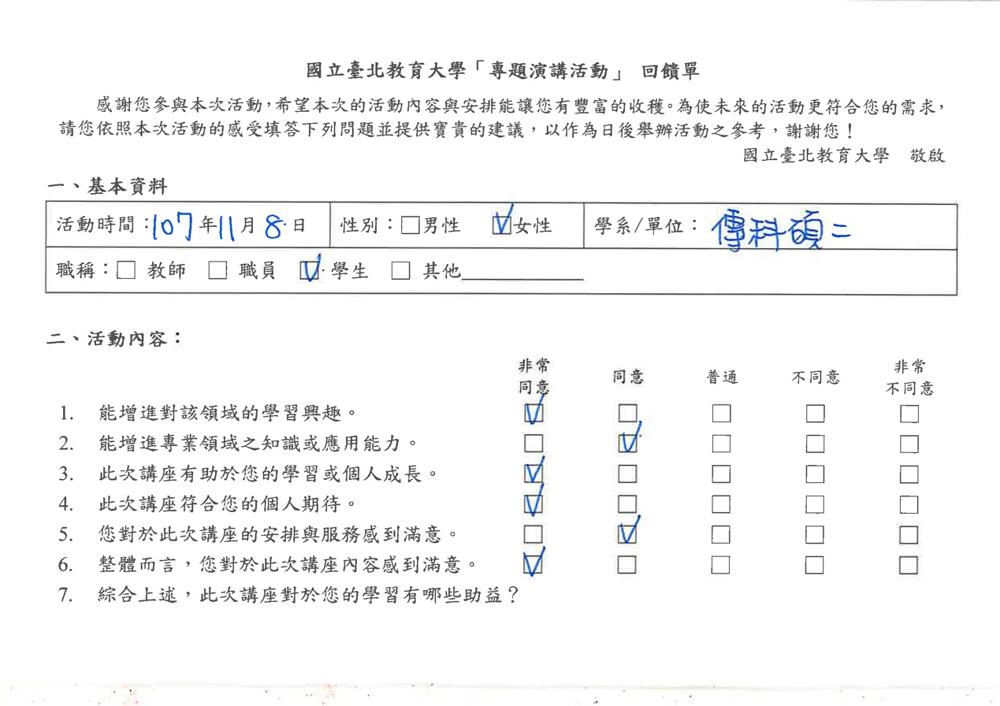 國立臺北教育大學「專題演講活動」 回饋單
感謝您參與本次活動，希望本次的活動內容與安排能讓您有豐富的收穫。為使未來的活動更符合您的需求，
請您依照本次活動的感受填答下列問題並提供寶貴的建議，以作為日後舉辦活動之參考，謝謝您！
國立臺北教育大學 敬啟
一、基本資料
活動時間：107年11月8日 性別：□男性 ☑女性 學系/單位：傳科碩二
職稱：□ 教師 □ 職員 ☑ 學生 □ 其他__________
二、活動內容：
非常 同意 同意 普通 不同意 非常 不同意
1. 能增進對該領域的學習興趣。 ☑ □ □ □ □
2. 能增進專業領域之知識或應用能力。 □ ☑ □ □ □
3. 此次講座有助於您的學習或個人成長。 ☑ □ □ □ □
4. 此次講座符合您的個人期待。 ☑ □ □ □ □
5. 您對於此次講座的安排與服務感到滿意。 □ ☑ □ □ □
6. 整體而言，您對於此次講座內容感到滿意。 ☑ □ □ □ □
7. 綜合上述，此次講座對於您的學習有哪些助益？